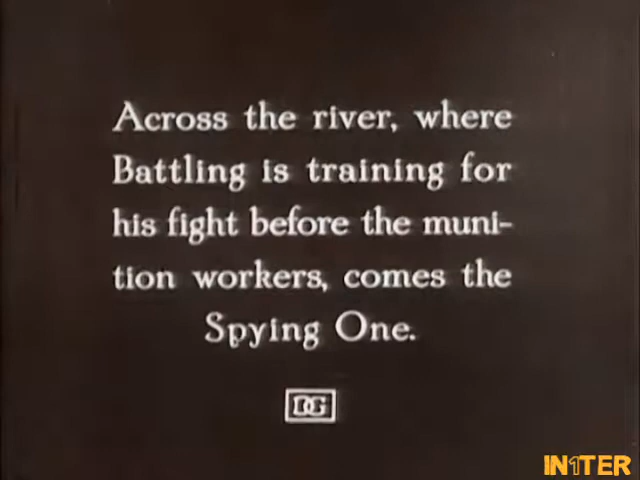 Across the river, where
Battling is training for
his fight before the muni-
tion workers, comes the
Spying One.
DG
IN1TER